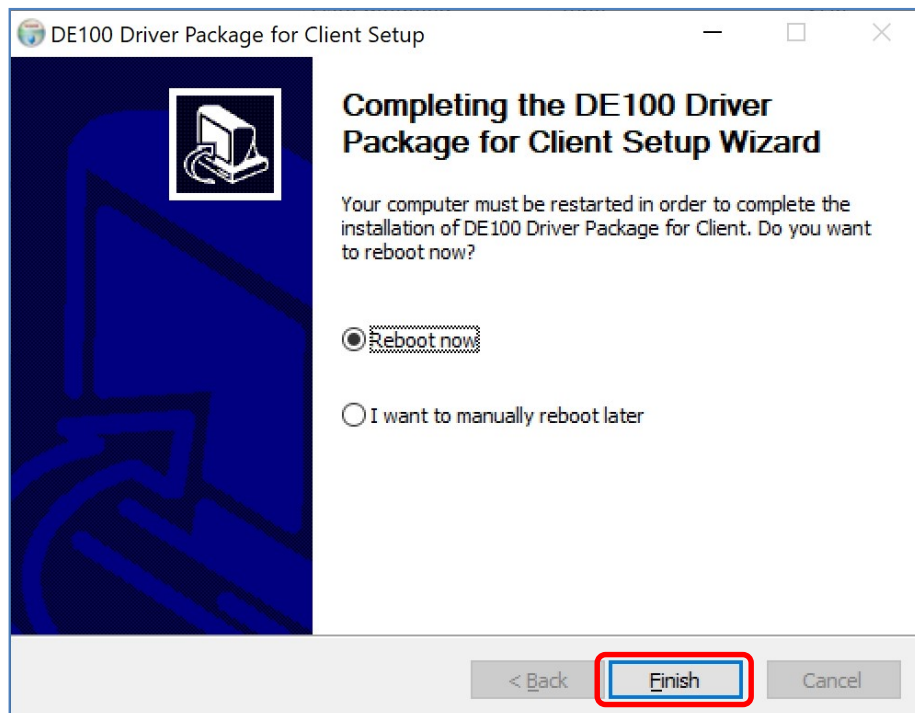 DE100 Driver Package for Client Setup
Completing the DE100 Driver
Package for Client Setup Wizard
Your computer must be restarted in order to complete the
installation of DE100 Driver Package for Client. Do you want
to reboot now?
Reboot now
I want to manually reboot later
< Back
Finish
Cancel